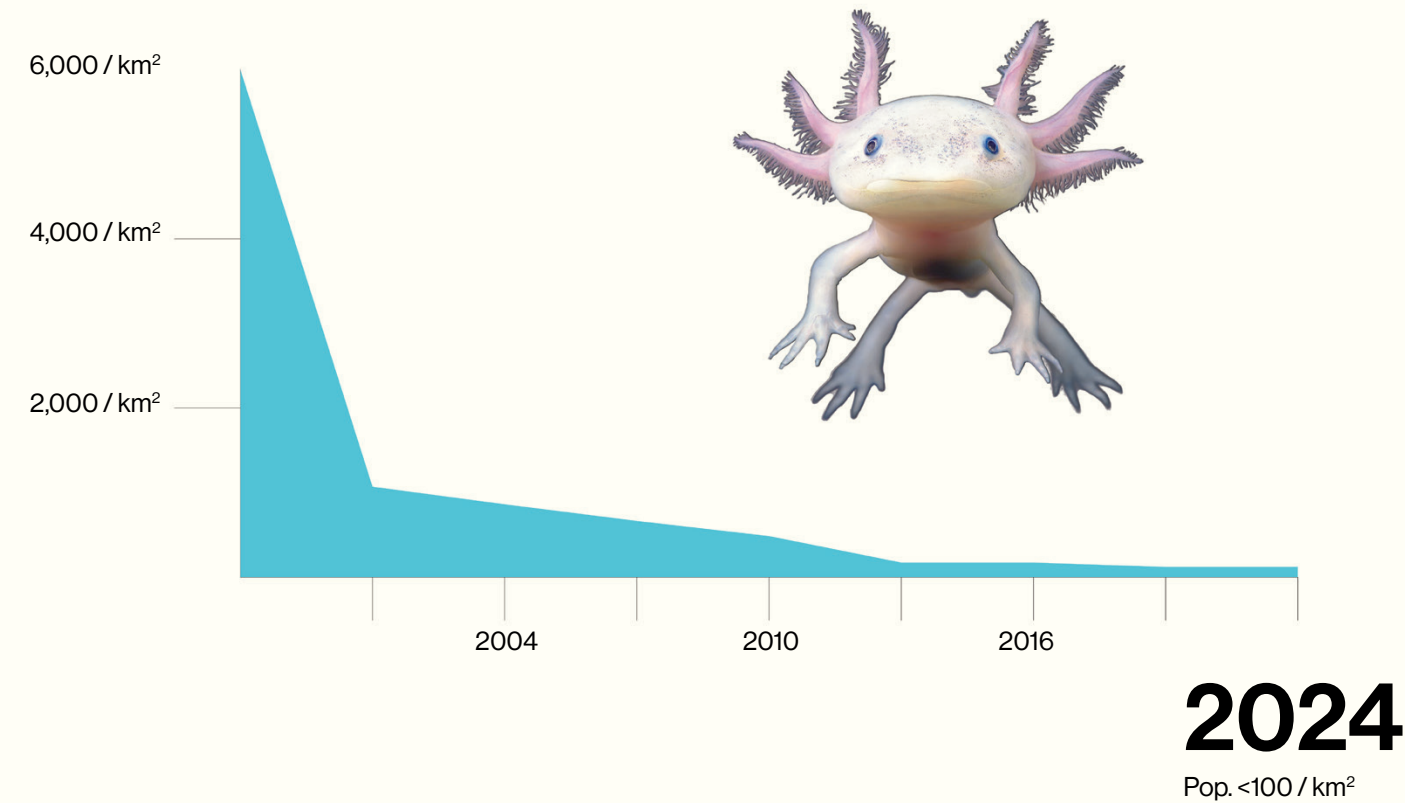 6,000 / km²
4,000 / km²
2,000 / km²
2004
2010
2016
2024
Pop. <100 / km²